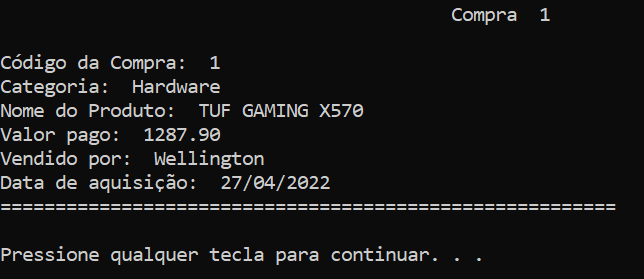 Compra 1
Código da Compra: 1
Categoria: Hardware
Nome do Produto: TUF GAMING X570
Valor pago: 1287.90
Vendido por: Wellington
Data de aquisição: 27/04/2022
========================================================
Pressione qualquer tecla para continuar. . .